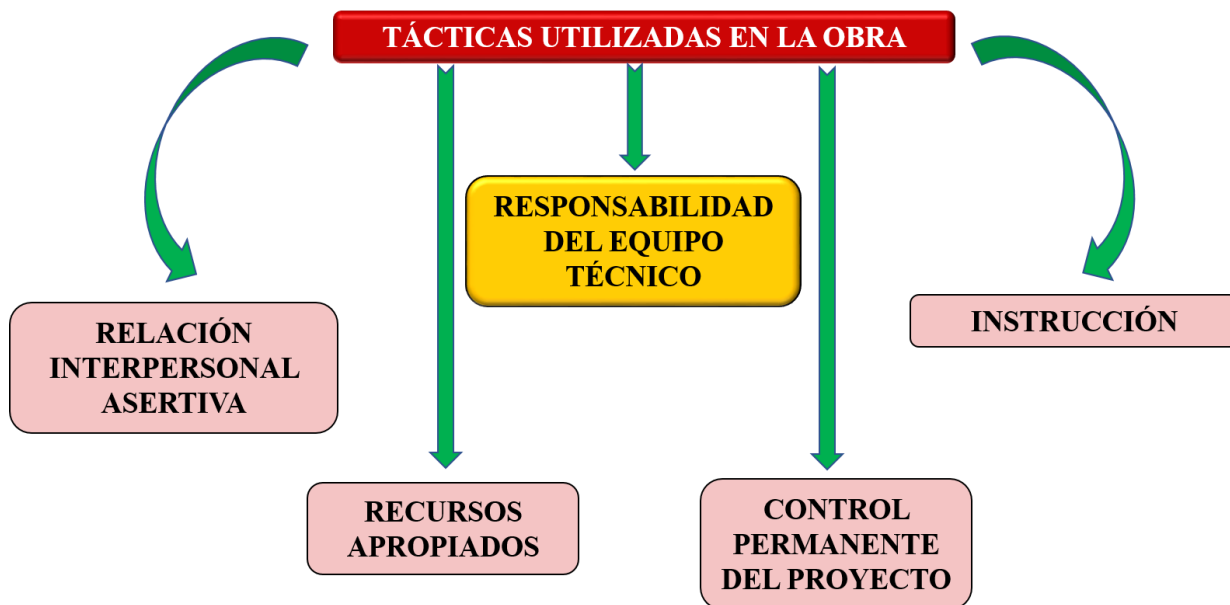 TÁCTICAS UTILIZADAS EN LA OBRA
RESPONSABILIDAD
DEL EQUIPO
TÉCNICO
RELACIÓN
INTERPERSONAL
ASERTIVA
INSTRUCCIÓN
RECURSOS
APROPIADOS
CONTROL
PERMANENTE
DEL PROYECTO